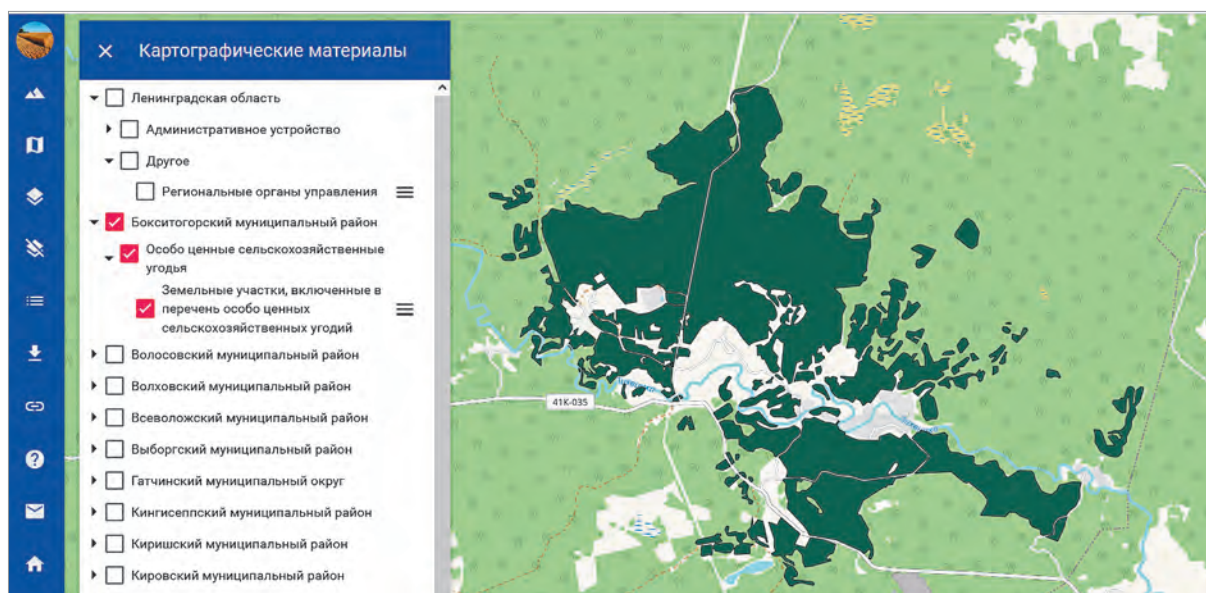 Картографические материалы
Ленинградская область
Административное устройство
Другое
Региональные органы управления
Бокситогорский муниципальный район
Особо ценные сельскохозяйственные
угодья
Земельные участки, включенные в
перечень особо ценных
сельскохозяйственных угодий
Волосовский муниципальный район
Волховский муниципальный район
Всеволожский муниципальный район
Выборгский муниципальный район
Гатчинский муниципальный округ
Кингисеппский муниципальный район
Киришский муниципальный район
Кировский муниципальный район
41К-035